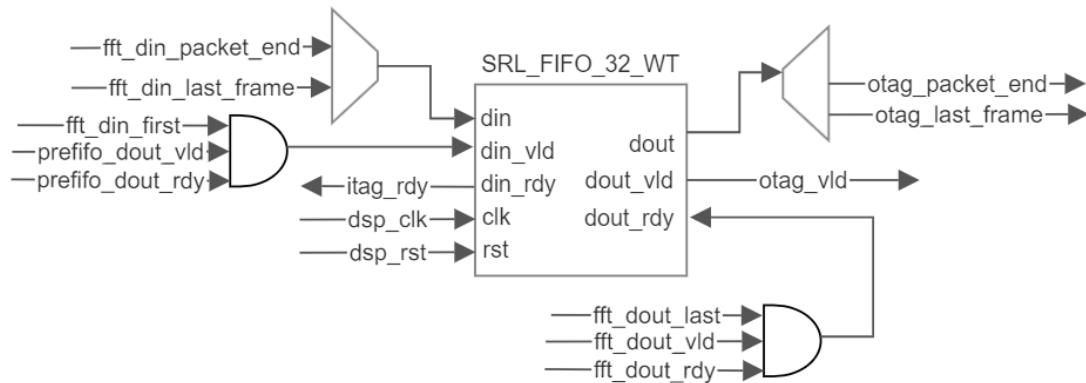 fft_din_packet_end
fft_din_last_frame
fft_din_first
prefifo_dout_vld
prefifo_dout_rdy
SRL_FIFO_32_WT
din
din_vld
din_rdy
clk
rst
dout
dout_vld
dout_rdy
itag_rdy
dsp_clk
dsp_rst
otag_packet_end
otag_last_frame
otag_vld
fft_dout_last
fft_dout_vld
fft_dout_rdy